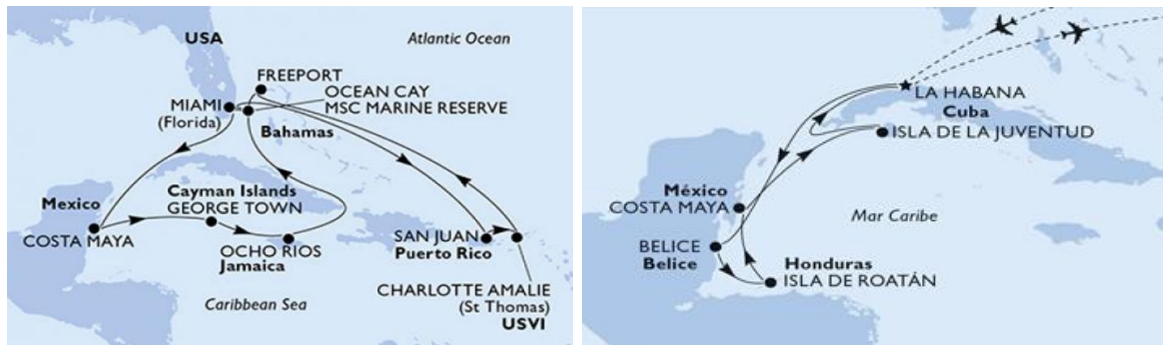 USA
Atlantic Ocean
FREEPORT
OCEAN CAY
MSC MARINE RESERVE
MIAMI
(Florida)
Bahamas
Mexico
COSTA MAYA
Cayman Islands
GEORGE TOWN
OCHO RIOS
Jamaica
SAN JUAN
Puerto Rico
CHARLOTTE AMALIE
(St Thomas)
USVI
Caribbean Sea
LA HABANA
Cuba
ISLA DE LA JUVENTUD
México
COSTA MAYA
Mar Caribe
BELICE
Belice
Honduras
ISLA DE ROATÁN